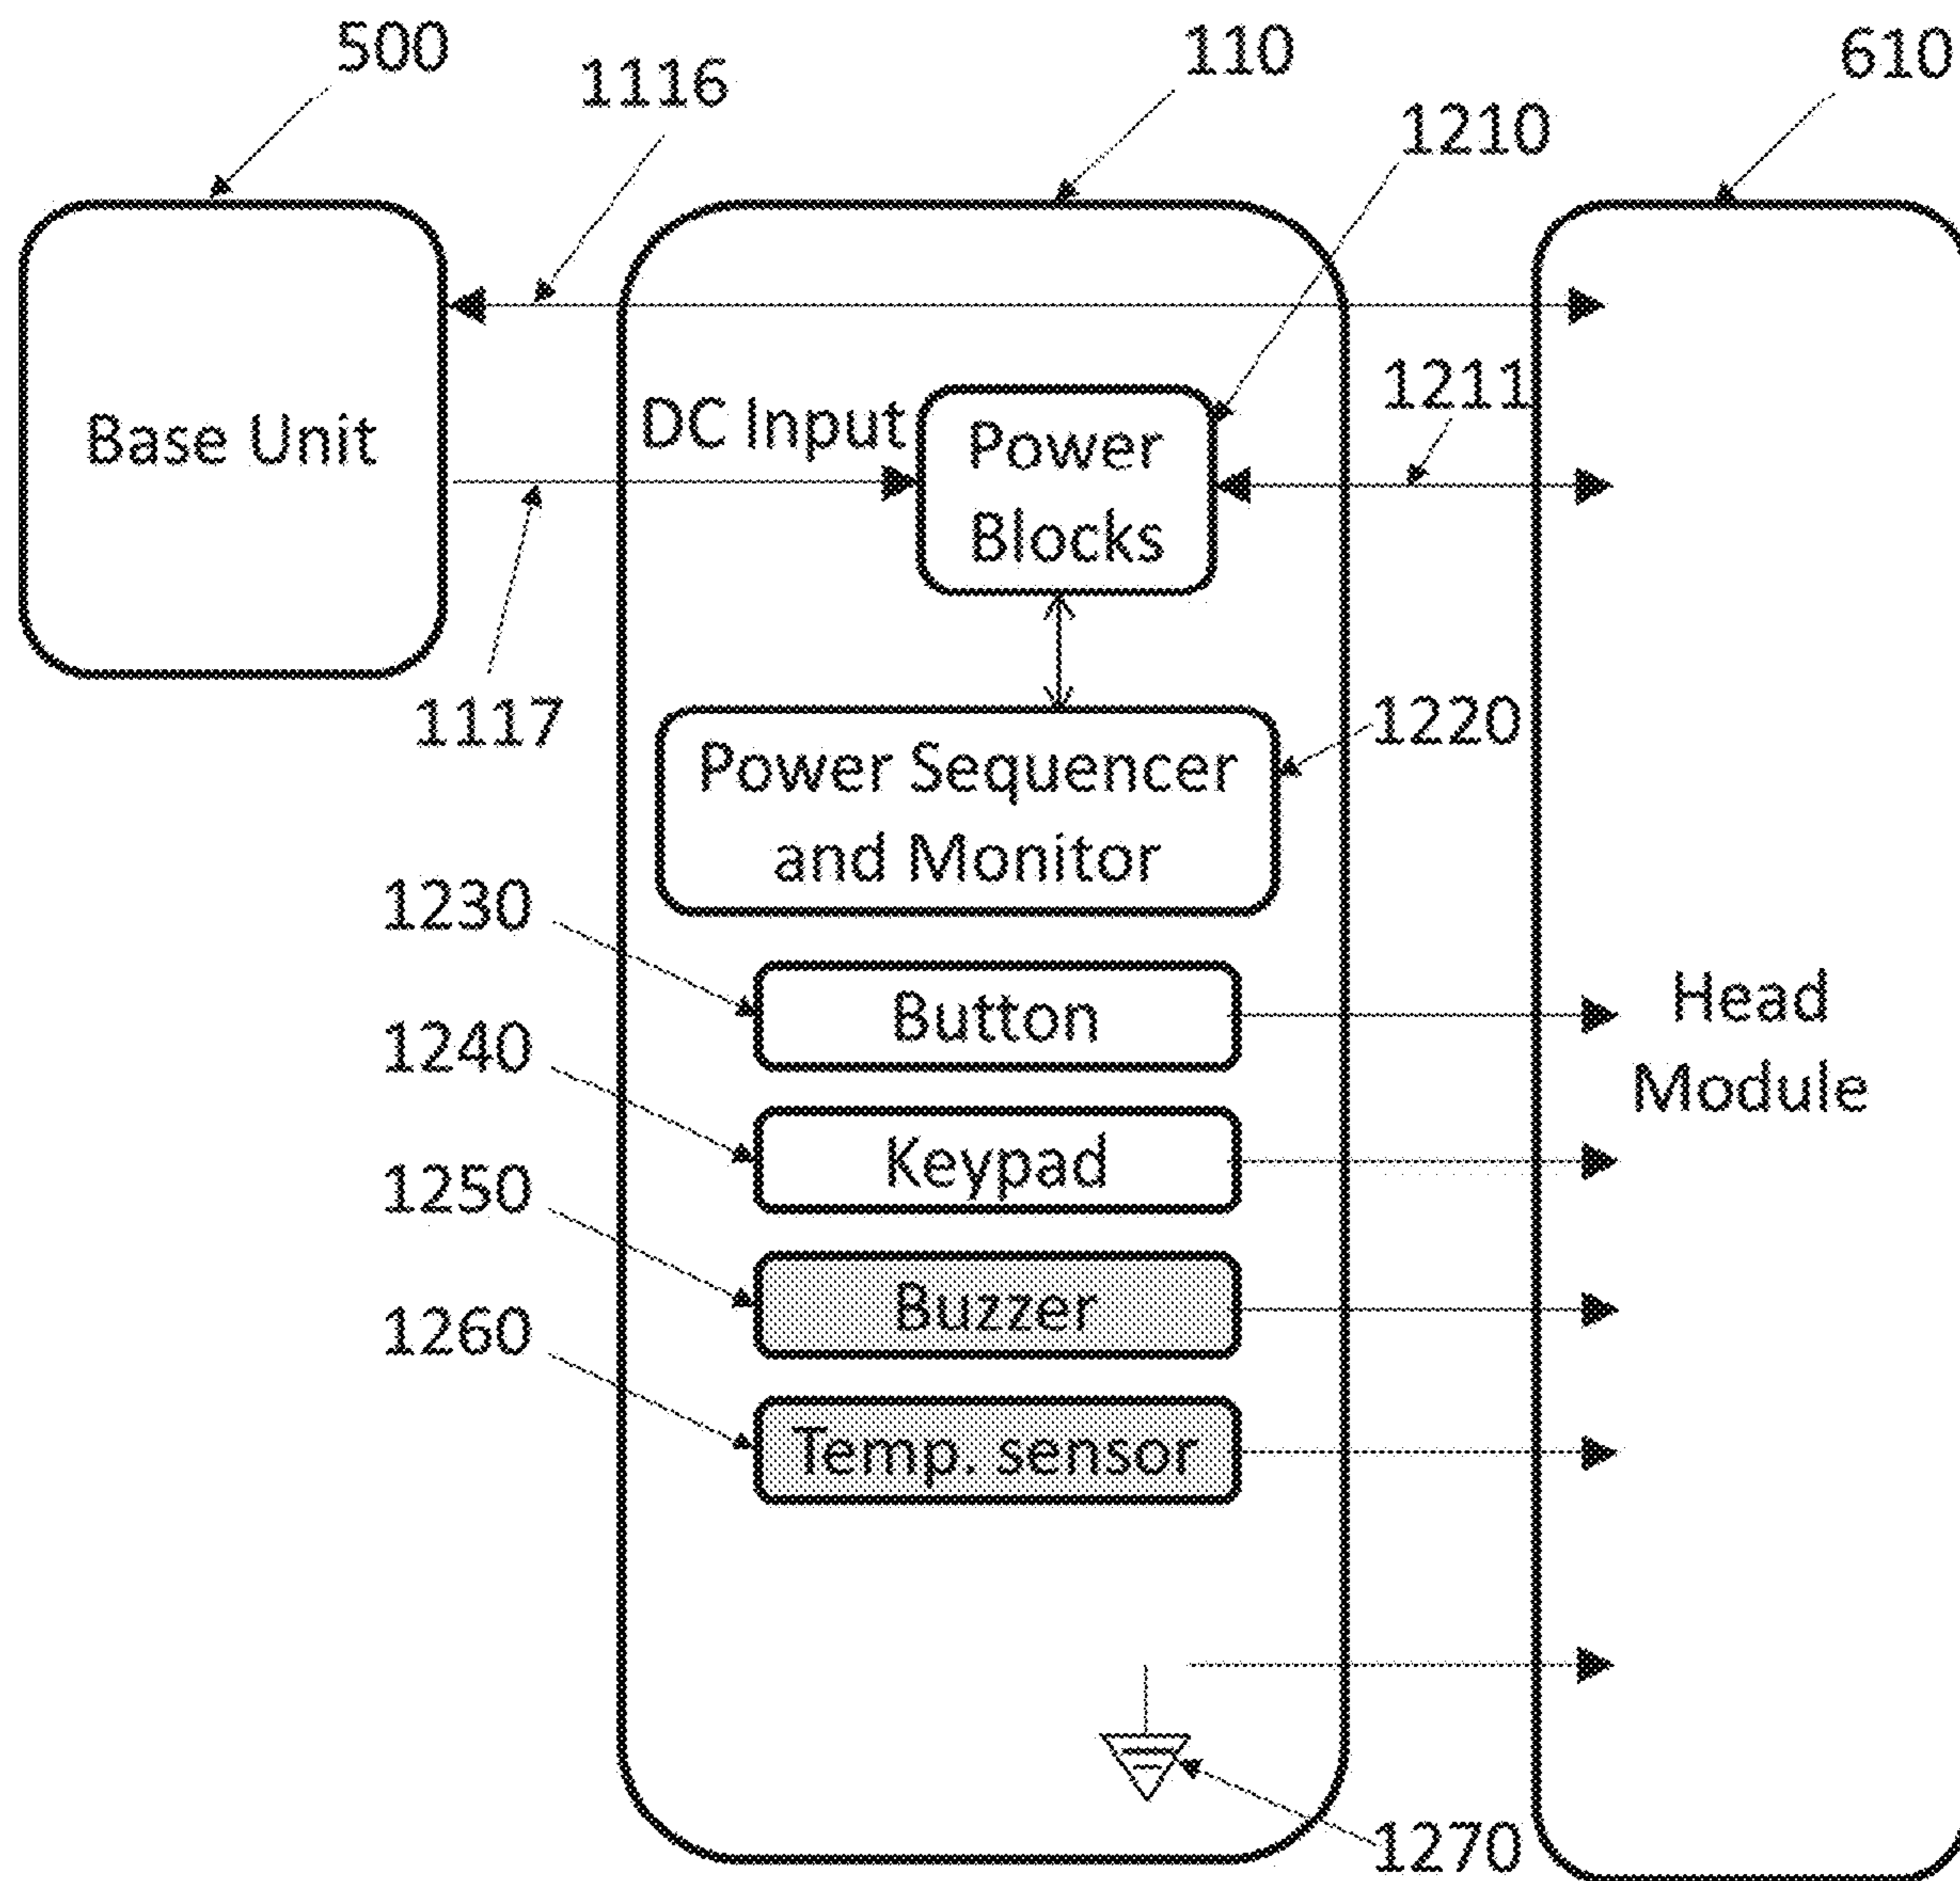 500
1116
110
1210
610
1211
Base Unit
DC Input
Power
Blocks
1117
1220
Power Sequencer
and Monitor
1230
Button
Head
Module
1240
Keypad
1250
Buzzer
1260
Temp. sensor
1270